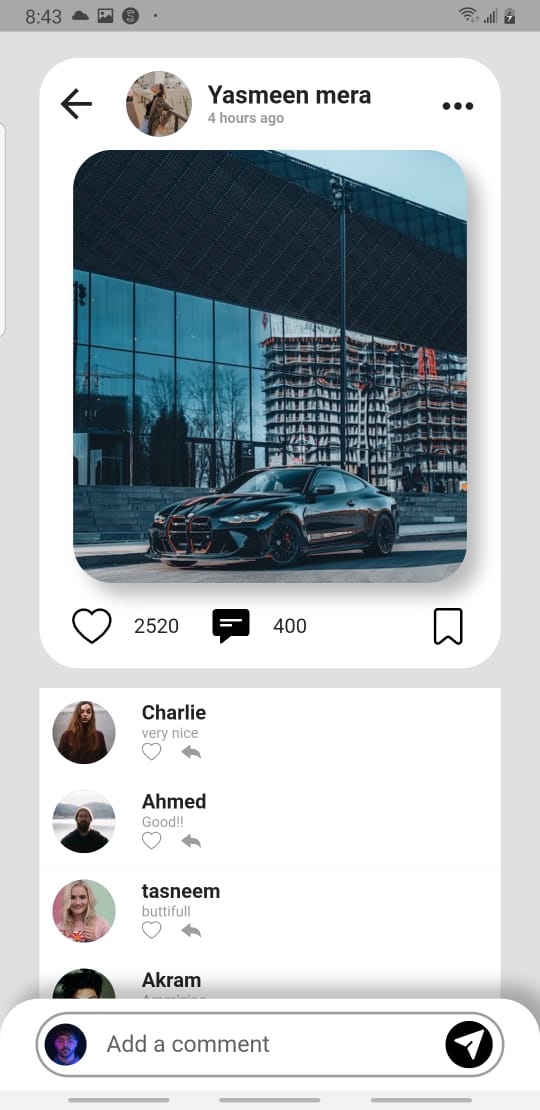 8:43
Yasmeen mera
4 hours ago
2520
400
Charlie
very nice
Ahmed
Good!!
tasneem
buttifull
Akram
Add a comment